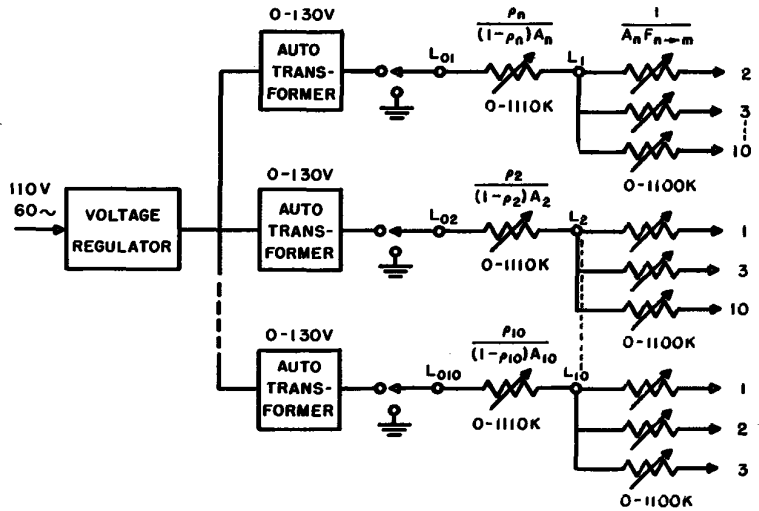 110V
60~
VOLTAGE
REGULATOR
0-130V
AUTO
TRANS-
FORMER
L01
ρn
(1-ρn)An
0-1110K
L1
1
AnFn→m
2
3
10
0-1100K
0-130V
AUTO
TRANS-
FORMER
L02
ρ2
(1-ρ2)A2
0-1110K
L2
1
3
10
0-1100K
0-130V
AUTO
TRANS-
FORMER
L010
ρ10
(1-ρ10)A10
0-1110K
L10
1
2
3
0-1100K